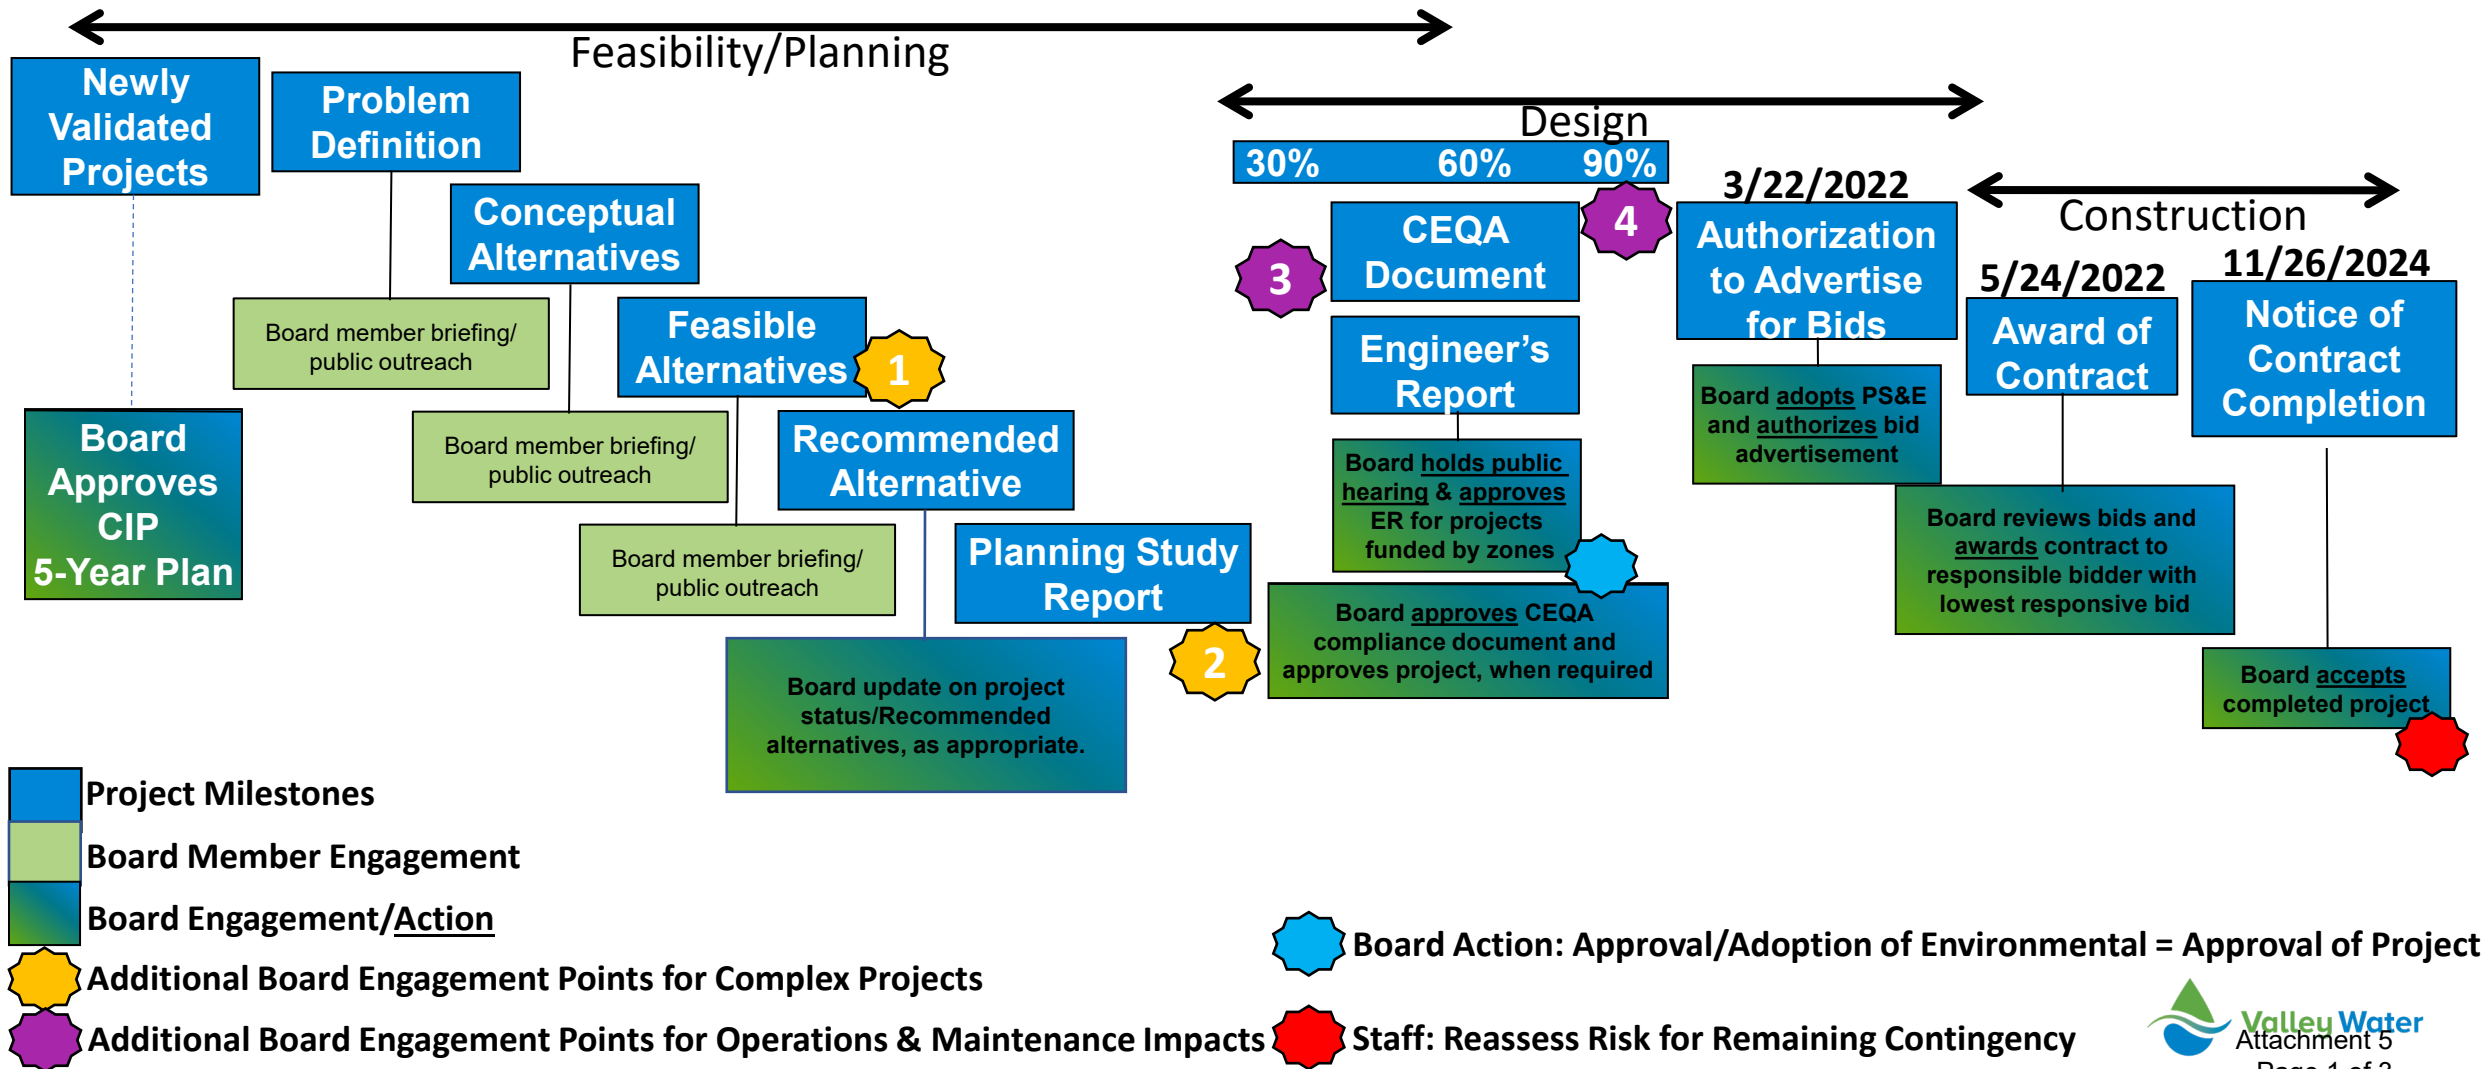 Feasibility/Planning
Newly
Validated
Projects
Problem
Definition
Conceptual
Alternatives
Feasible
Alternatives
1
Recommended
Alternative
Planning Study
Report
2
Board
Approves
CIP
5-Year Plan
Board member briefing/
public outreach
Board member briefing/
public outreach
Board member briefing/
public outreach
Board update on project
status/Recommended
alternatives, as appropriate.
Design
30% 60% 90%
3
4
CEQA
Document
Engineer's
Report
Board holds public
hearing & approves
ER for projects
funded by zones
Board approves CEQA
compliance document and
approves project, when required
3/22/2022
Authorization
to Advertise
for Bids
Board adopts PS&E
and authorizes bid
advertisement
Construction
5/24/2022
Award of
Contract
Board reviews bids and
awards contract to
responsible bidder with
lowest responsive bid
11/26/2024
Notice of
Contract
Completion
Board accepts
completed project
Project Milestones
Board Member Engagement
Board Engagement/Action
Additional Board Engagement Points for Complex Projects
Additional Board Engagement Points for Operations & Maintenance Impacts
Board Action: Approval/Adoption of Environmental = Approval of Project
Staff: Reassess Risk for Remaining Contingency
Valley Water
Attachment 5
Page 1 of 3